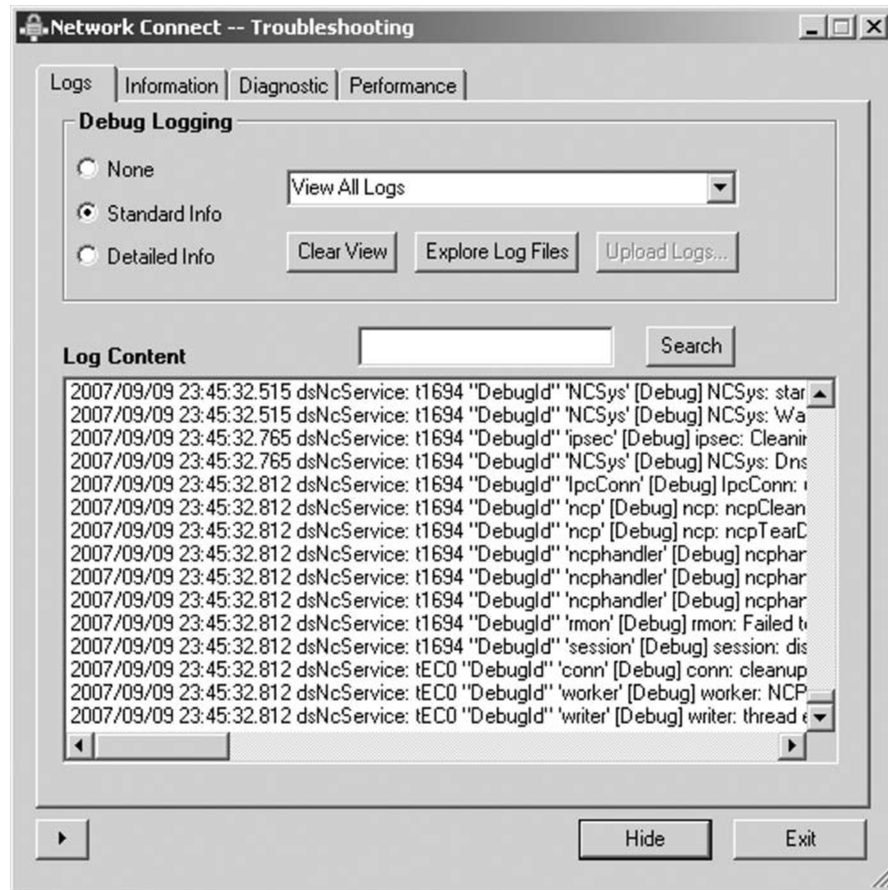 Network Connect -- Troubleshooting
Logs Information Diagnostic Performance
Debug Logging
None
View All Logs
Standard Info
Detailed Info
Clear View Explore Log Files Upload Logs...
Log Content
Search
2007/09/09 23:45:32.515 dsNcService: t1694 "DebugId" 'NCSys' [Debug] NCSys: star
2007/09/09 23:45:32.515 dsNcService: t1694 "DebugId" 'NCSys' [Debug] NCSys: Wa
2007/09/09 23:45:32.765 dsNcService: t1694 "DebugId" 'ipsec' [Debug] ipsec: Cleanin
2007/09/09 23:45:32.765 dsNcService: t1694 "DebugId" 'NCSys' [Debug] NCSys: Dns
2007/09/09 23:45:32.812 dsNcService: t1694 "DebugId" 'IpcConn' [Debug] IpcConn:
2007/09/09 23:45:32.812 dsNcService: t1694 "DebugId" 'ncp' [Debug] ncp: ncpClean
2007/09/09 23:45:32.812 dsNcService: t1694 "DebugId" 'ncp' [Debug] ncp: ncpTearD
2007/09/09 23:45:32.812 dsNcService: t1694 "DebugId" 'ncphandler' [Debug] ncphar
2007/09/09 23:45:32.812 dsNcService: t1694 "DebugId" 'ncphandler' [Debug] ncphar
2007/09/09 23:45:32.812 dsNcService: t1694 "DebugId" 'ncphandler' [Debug] ncphar
2007/09/09 23:45:32.812 dsNcService: t1694 "DebugId" 'rmon' [Debug] rmon: Failed t
2007/09/09 23:45:32.812 dsNcService: t1694 "DebugId" 'session' [Debug] session: dis
2007/09/09 23:45:32.812 dsNcService: tEC0 "DebugId" 'conn' [Debug] conn: cleanup
2007/09/09 23:45:32.812 dsNcService: tEC0 "DebugId" 'worker' [Debug] worker: NCP
2007/09/09 23:45:32.812 dsNcService: tEC0 "DebugId" 'writer' [Debug] writer: thread e
Hide Exit